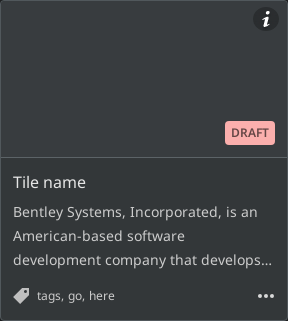 i
DRAFT
Tile name
Bentley Systems, Incorporated, is an
American-based software
development company that develops...
tags, go, here